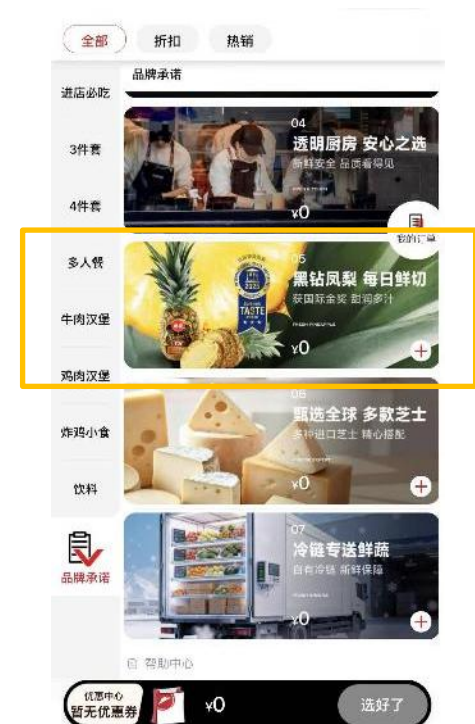 全部 折扣 热销
品牌承诺
进店必吃
3件套
4件套
多人餐
牛肉汉堡
鸡肉汉堡
炸鸡小食
饮料
品牌承诺
04
透明厨房 安心之选
新鲜安全 品质看得见
¥0
我的订单
05
黑钻凤梨 每日鲜切
获国际金奖 甜润多汁
FRESH PINEAPPLE
¥0
2025
TASTE
06
甄选全球 多款芝士
多种进口芝士 精心搭配
¥0
07
冷链专送鲜蔬
自有冷链 新鲜保障
¥0
帮助中心
优惠中心
暂无优惠券
¥0
选好了